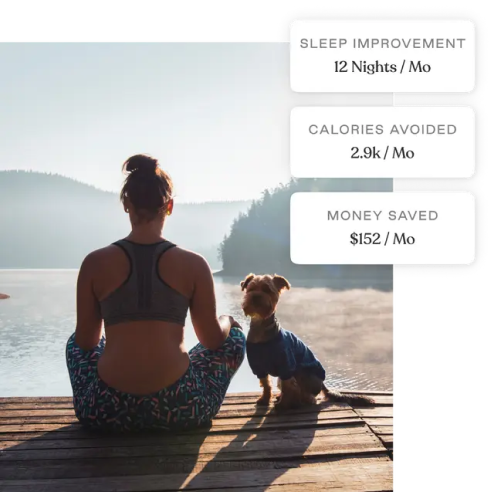 SLEEP IMPROVEMENT
12 Nights / Mo
CALORIES AVOIDED
2.9k / Mo
MONEY SAVED
$152 / Mo